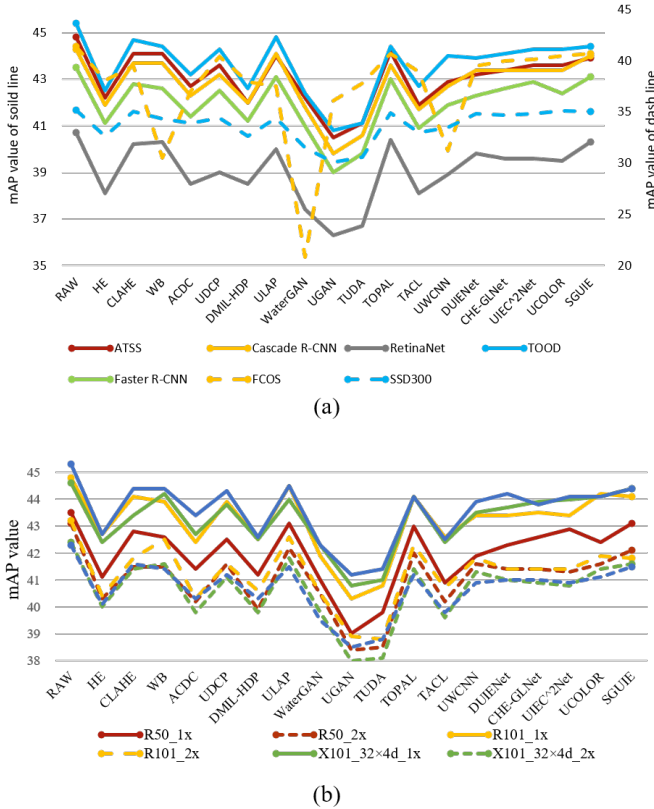 mAP value of soild line
mAP value of dash line
45
43
41
39
37
35
45
40
35
30
25
20
RAW
HE
CLAHE
WB
ACDC
UDCP
DMIL-HDP
ULAP
WaterGAN
UGAN
TUDA
TOPAL
TACL
UWCNN
DUIENet
CHE-GLNet
UIEC^2Net
UCOLOR
SGUIE
ATSS
Cascade R-CNN
RetinaNet
TOOD
Faster R-CNN
FCOS
SSD300
(a)
mAP value
45
44
43
42
41
40
39
38
RAW
HE
CLAHE
WB
ACDC
UDCP
DMIL-HDP
ULAP
WaterGAN
UGAN
TUDA
TOPAL
TACL
UWCNN
DUIENet
CHE-GLNet
UIEC^2Net
UCOLOR
SGUIE
R50_1x
R50_2x
R101_1x
R101_2x
X101_32×4d_1x
X101_32×4d_2x
(b)